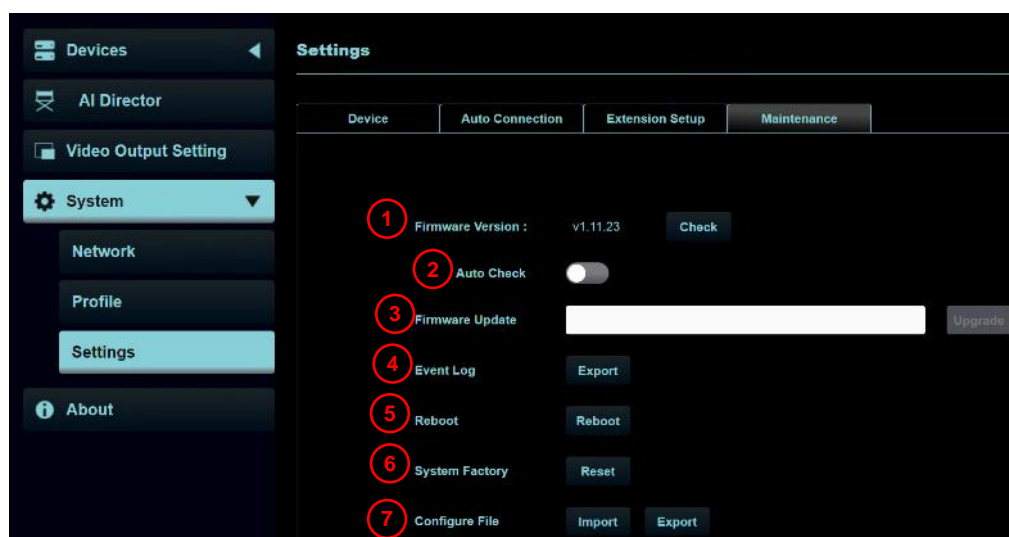 Devices
AI Director
Video Output Setting
System
Network
Profile
Settings
About
Settings
Device Auto Connection Extension Setup Maintenance
1 Firmware Version : v1.11.23 Check
2 Auto Check
3 Firmware Update Upgrade
4 Event Log Export
5 Reboot Reboot
6 System Factory Reset
7 Configure File Import Export